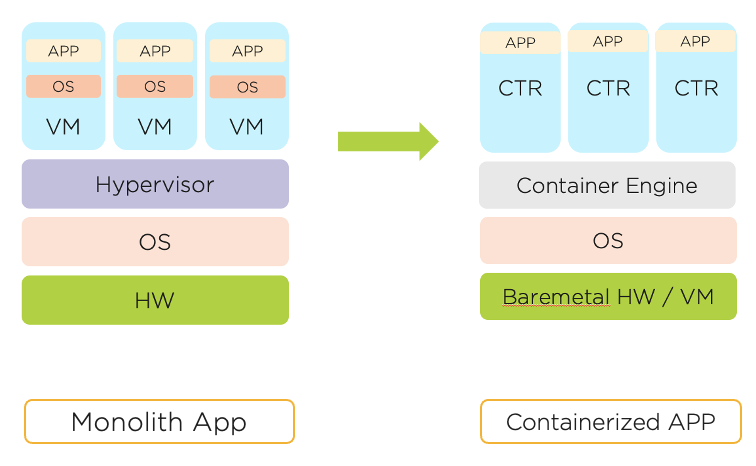 APP APP APP
OS OS OS
VM VM VM
Hypervisor
OS
HW
Monolith App
APP APP APP
CTR CTR CTR
Container Engine
OS
Baremetal HW / VM
Containerized APP